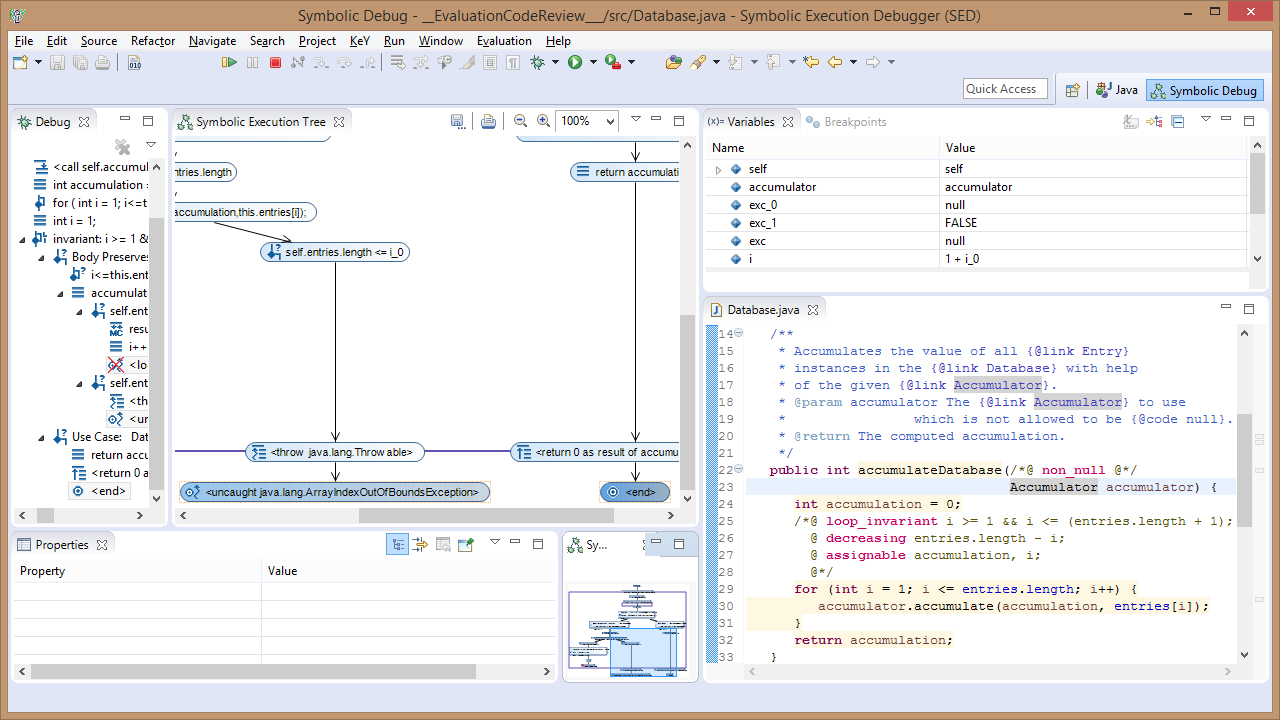 Symbolic Debug - __EvaluationCodeReview___/src/Database.java - Symbolic Execution Debugger (SED)
File Edit Source Refactor Navigate Search Project KeY Run Window Evaluation Help
010
Quick Access
Java
Symbolic Debug
Debug
<call self.accumul
int accumulation =
for ( int i = 1; i<=t
int i = 1;
invariant: i >= 1 &
Body Preserves
i<=this.ent
accumulat
self.ent
MC
resu
i++
<lo
self.ent
<th
<un
Use Case: Dat
return accu
<return 0 a
<end>
Symbolic Execution Tree
100%
ntries.length
accumulation,this.entries[i]);
self.entries.length <= i_0
return accumulati
<throw java.lang.Throwable>
<return 0 as result of accumu
<uncaught java.lang.ArrayIndexOutOfBoundsException>
<end>
(x)= Variables
Breakpoints
Name Value
self self
accumulator accumulator
exc_0 null
exc_1 FALSE
exc null
i 1 + i_0
Database.java
14 /**
15 * Accumulates the value of all {@link Entry}
16 * instances in the {@link Database} with help
17 * of the given {@link Accumulator}.
18 * @param accumulator The {@link Accumulator} to use
19 * which is not allowed to be {@code null}.
20 * @return The computed accumulation.
21 */
22 public int accumulateDatabase(/*@ non_null @*/
23 Accumulator accumulator) {
24 int accumulation = 0;
25 /*@ loop_invariant i >= 1 && i <= (entries.length + 1);
26 @ decreasing entries.length - i;
27 @ assignable accumulation, i;
28 @*/
29 for (int i = 1; i <= entries.length; i++) {
30 accumulator.accumulate(accumulation, entries[i]);
31 }
32 return accumulation;
33 }
Properties
Property Value
Sy...